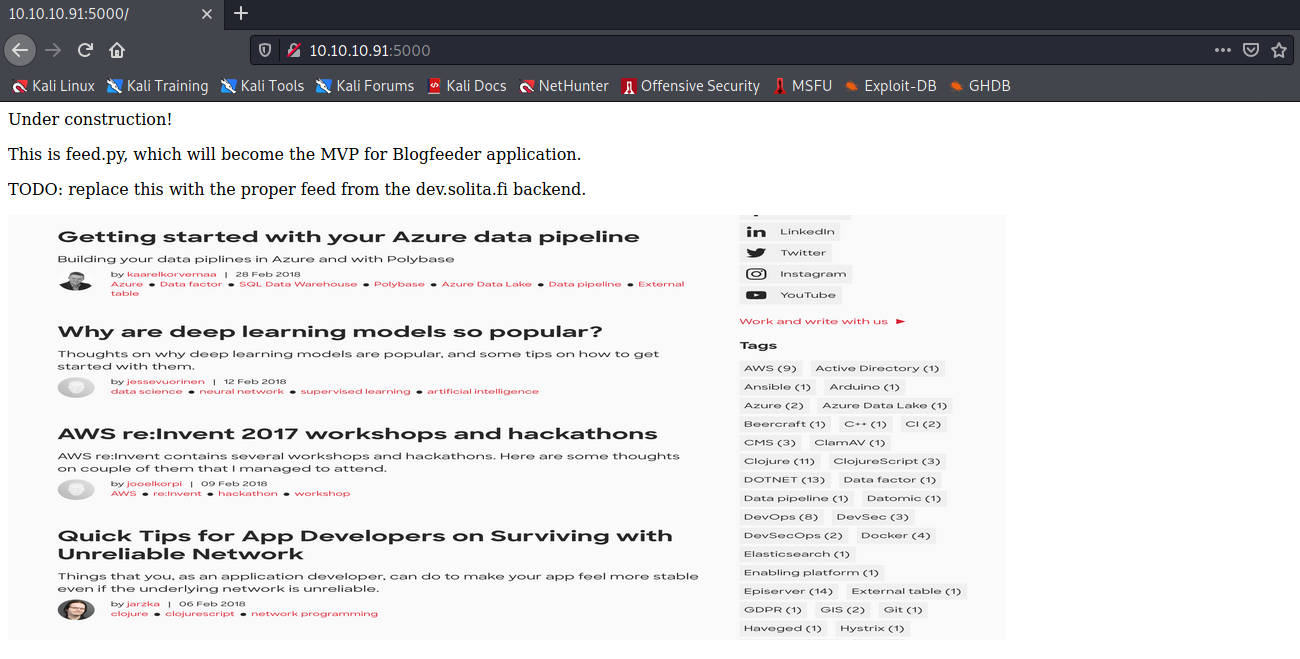 10.10.10.91:5000/
10.10.10.91:5000
Kali Linux Kali Training Kali Tools Kali Forums Kali Docs NetHunter Offensive Security MSFU Exploit-DB GHDB
Under construction!
This is feed.py, which will become the MVP for Blogfeeder application.
TODO: replace this with the proper feed from the dev.solita.fi backend.
Getting started with your Azure data pipeline
Building your data piplines in Azure and with Polybase
by kaarelkorvemaa | 28 Feb 2018
Azure ● Data factor ● SQL Data Warehouse ● Polybase ● Azure Data Lake ● Data pipeline ● External
table
Why are deep learning models so popular?
Thoughts on why deep learning models are popular, and some tips on how to get
started with them.
by jessevuorinen | 12 Feb 2018
data science ● neural network ● supervised learning ● artificial intelligence
AWS re:Invent 2017 workshops and hackathons
AWS re:Invent contains several workshops and hackathons. Here are some thoughts
on couple of them that I managed to attend.
by jooelkorpi | 09 Feb 2018
AWS ● re:Invent ● hackathon ● workshop
Quick Tips for App Developers on Surviving with
Unreliable Network
Things that you, as an application developer, can do to make your app feel more stable
even if the underlying network is unreliable.
by jarzka | 06 Feb 2018
clojure ● clojurescript ● network programming
LinkedIn
Twitter
Instagram
YouTube
Work and write with us ►
Tags
AWS (9) Active Directory (1)
Ansible (1) Arduino (1)
Azure (2) Azure Data Lake (1)
Beercraft (1) C++ (1) CI (2)
CMS (3) ClamAV (1)
Clojure (11) ClojureScript (3)
DOTNET (13) Data factor (1)
Data pipeline (1) Datomic (1)
DevOps (8) DevSec (3)
DevSecOps (2) Docker (4)
Elasticsearch (1)
Enabling platform (1)
Episerver (14) External table (1)
GDPR (1) GIS (2) Git (1)
Haveged (1) Hystrix (1)